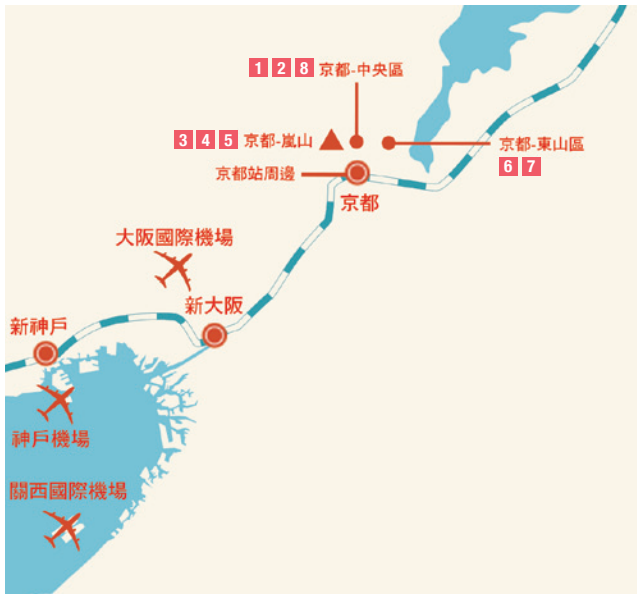 1 2 8 京都-中央區
3 4 5 京都-嵐山
京都-東山區
6 7
京都站周邊
京都
大阪國際機場
新大阪
新神戶
神戶機場
關西國際機場